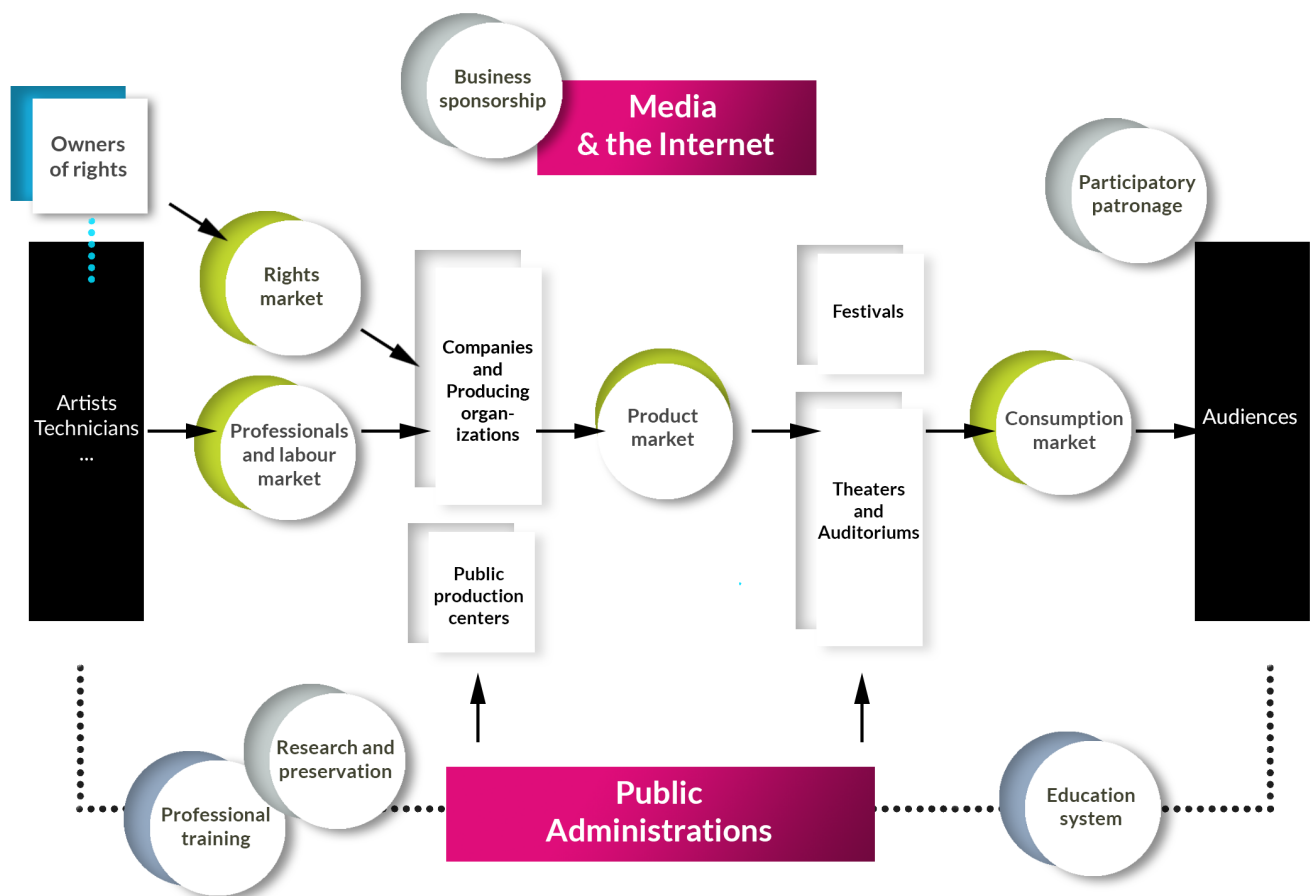 Business
sponsorship
Media
& the Internet
Owners
of rights
Participatory
patronage
Rights
market
Festivals
Companies
and
Producing
organ-
izations
Artists
Technicians
...
Professionals
and labour
market
Product
market
Consumption
market
Audiences
Theaters
and
Auditoriums
Public
production
centers
Research and
preservation
Professional
training
Public
Administrations
Education
system